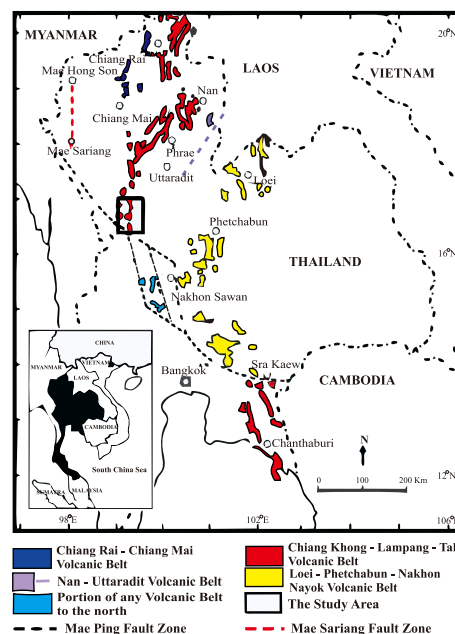 20°N
MYANMAR
Chiang Rai
LAOS
Mae Hong Son
VIETNAM
Nan
Chiang Mai
Mae Sariang
Phrae
Uttaradit
Loei
Phetchabun
THAILAND
16°N
Nakhon Sawan
CHINA
VIETNAM
MYANMAR
LAOS
Bangkok
Sra Kaew
CAMBODIA
CAMBODIA
Chanthaburi
N
South China Sea
0 100 200 Km
SUMATRA
MALAYSIA
12°N
98°E
102°E
Chiang Rai - Chiang Mai
Volcanic Belt
Nan - Uttaradit Volcanic Belt
Portion of any Volcanic Belt
to the north
Mae Ping Fault Zone
Chiang Khong - Lampang - Tak
Volcanic Belt
Loei - Phetchabun - Nakhon
Nayok Volcanic Belt
The Study Area
Mae Sariang Fault Zone